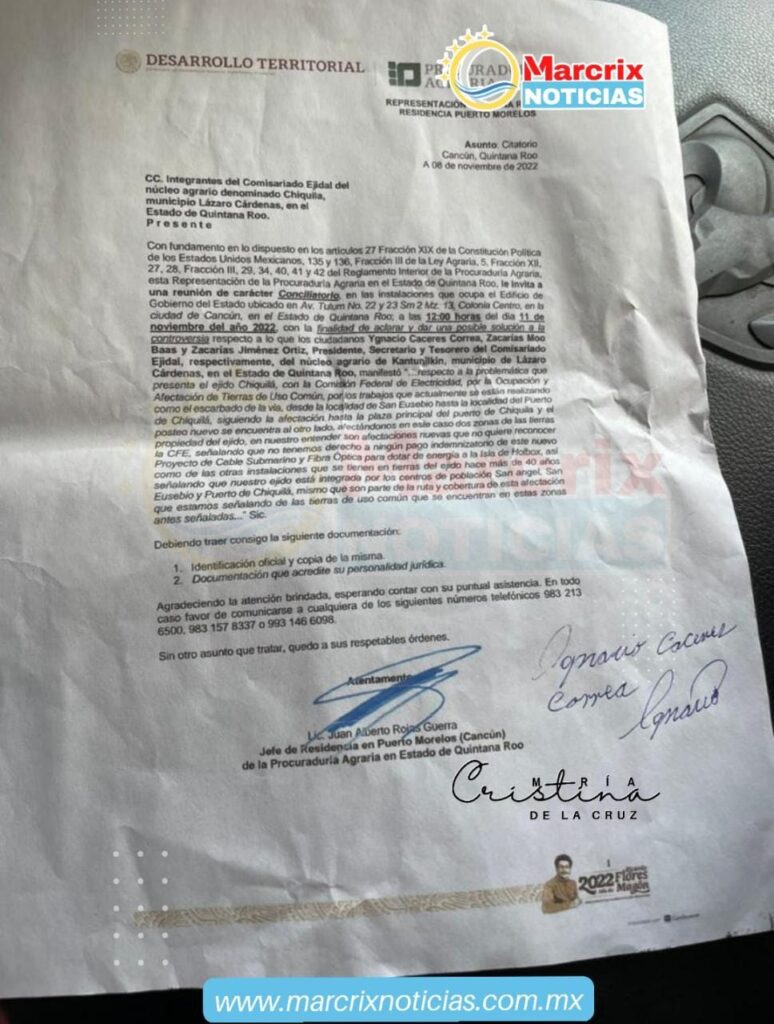 DESARROLLO TERRITORIAL
Marcrix
NOTICIAS
REPRESENTACIÓN
RESIDENCIA PUERTO MORELOS
Asunto: Citatorio
Cancún, Quintana Roo
A 08 de noviembre de 2022
CC. Integrantes del Comisariado Ejidal del
núcleo agrario denominado Chiquila,
municipio Lázaro Cárdenas, en el
Estado de Quintana Roo.
P r e s e n t e
Con fundamento en lo dispuesto en los artículos 27 Fracción XIX de la Constitución Política
de los Estados Unidos Mexicanos, 135 y 136, Fracción III de la Ley Agraria, 5, Fracción XII,
27, 28, Fracción III, 29, 34, 40, 41 y 42 del Reglamento Interior de la Procuraduría Agraria,
esta Representación de la Procuraduría Agraria en el Estado de Quintana Roo, le invita a
una reunión de carácter Conciliatorio, en las instalaciones que ocupa el Edificio de
Gobierno del Estado ubicado en Av. Tulum No. 22 y 23 Sm 2 Mz. 13, Colonia Centro, en la
ciudad de Cancún, en el Estado de Quintana Roo; a las 12:00 horas del día 11 de
noviembre del año 2022, con la finalidad de aclarar y dar una posible solución a la
controversia respecto a lo que los ciudadanos Ygnacio Caceres Correa, Zacarías Moo
Baas y Zacarías Jiménez Ortiz, Presidente, Secretario y Tesorero del Comisariado
Ejidal, respectivamente, del núcleo agrario de Kantunjlkin, municipio de Lázaro
Cárdenas, en el Estado de Quintana Roo, manifestó "...respecto a la problemática que
presenta el ejido Chiquilá, con la Comisión Federal de Electricidad, por la Ocupación y
Afectación de Tierras de Uso Común, por los trabajos que actualmente se están realizando
como el escarbado de la vía, desde la localidad de San Eusebio hasta la localidad del Puerto
de Chiquilá, siguiendo la afectación hasta la plaza principal del puerto de Chiquila y el
posteo nuevo se encuentra al otro lado, afectándonos en este caso dos zonas de las tierras
propiedad del ejido, en nuestro entender son afectaciones nuevas que no quiere reconocer
la CFE, señalando que no tenemos derecho a ningún pago indemnizatorio de este nuevo
Proyecto de Cable Submarino y Fibra Óptica para dotar de energía a la Isla de Holbox, así
como de las otras instalaciones que se tienen en tierras del ejido hace más de 40 años
señalando que nuestro ejido está integrada por los centros de población San angel, San
Eusebio y Puerto de Chiquilá, mismo que son parte de la ruta y cobertura de esta afectación
que estamos señalando de las tierras de uso común que se encuentran en estas zonas
antes señaladas..." Sic.
Debiendo traer consigo la siguiente documentación:
1. Identificación oficial y copia de la misma.
2. Documentación que acredite su personalidad jurídica.
Agradeciendo la atención brindada, esperando contar con su puntual asistencia. En todo
caso favor de comunicarse a cualquiera de los siguientes números telefónicos 983 213
6500, 983 157 8337 o 993 146 6098.
Sin otro asunto que tratar, quedo a sus respetables órdenes.
Atentamente
Lic. Juan Alberto Rojas Guerra
Jefe de Residencia en Puerto Morelos (Cancún)
de la Procuraduría Agraria en Estado de Quintana Roo
Ignacio Caceres
Correa Ignacio
MRÍA
Cristina
DE LA CRUZ
2022 Flores
Magón
www.marcrixnoticias.com.mx